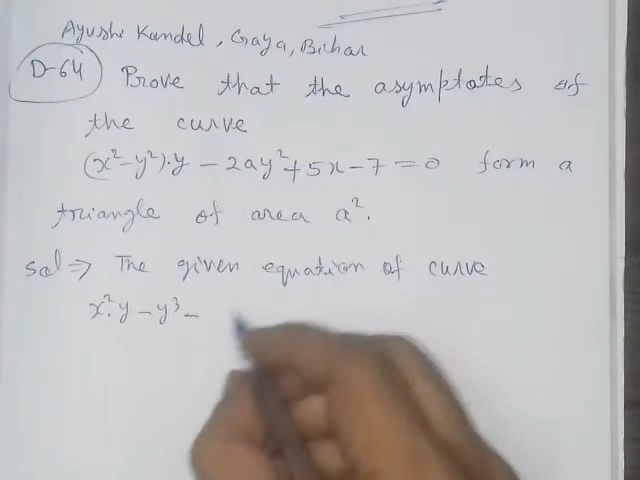 Ayushi Kandel, Gaya, Bihar
D-64 Prove that the asymptates of
the curve
(x²-y²).y - 2ay² + 5x - 7 = 0 form a
triangle of area a².
Sol ⇒ The given equation of curve
x².y - y³ -